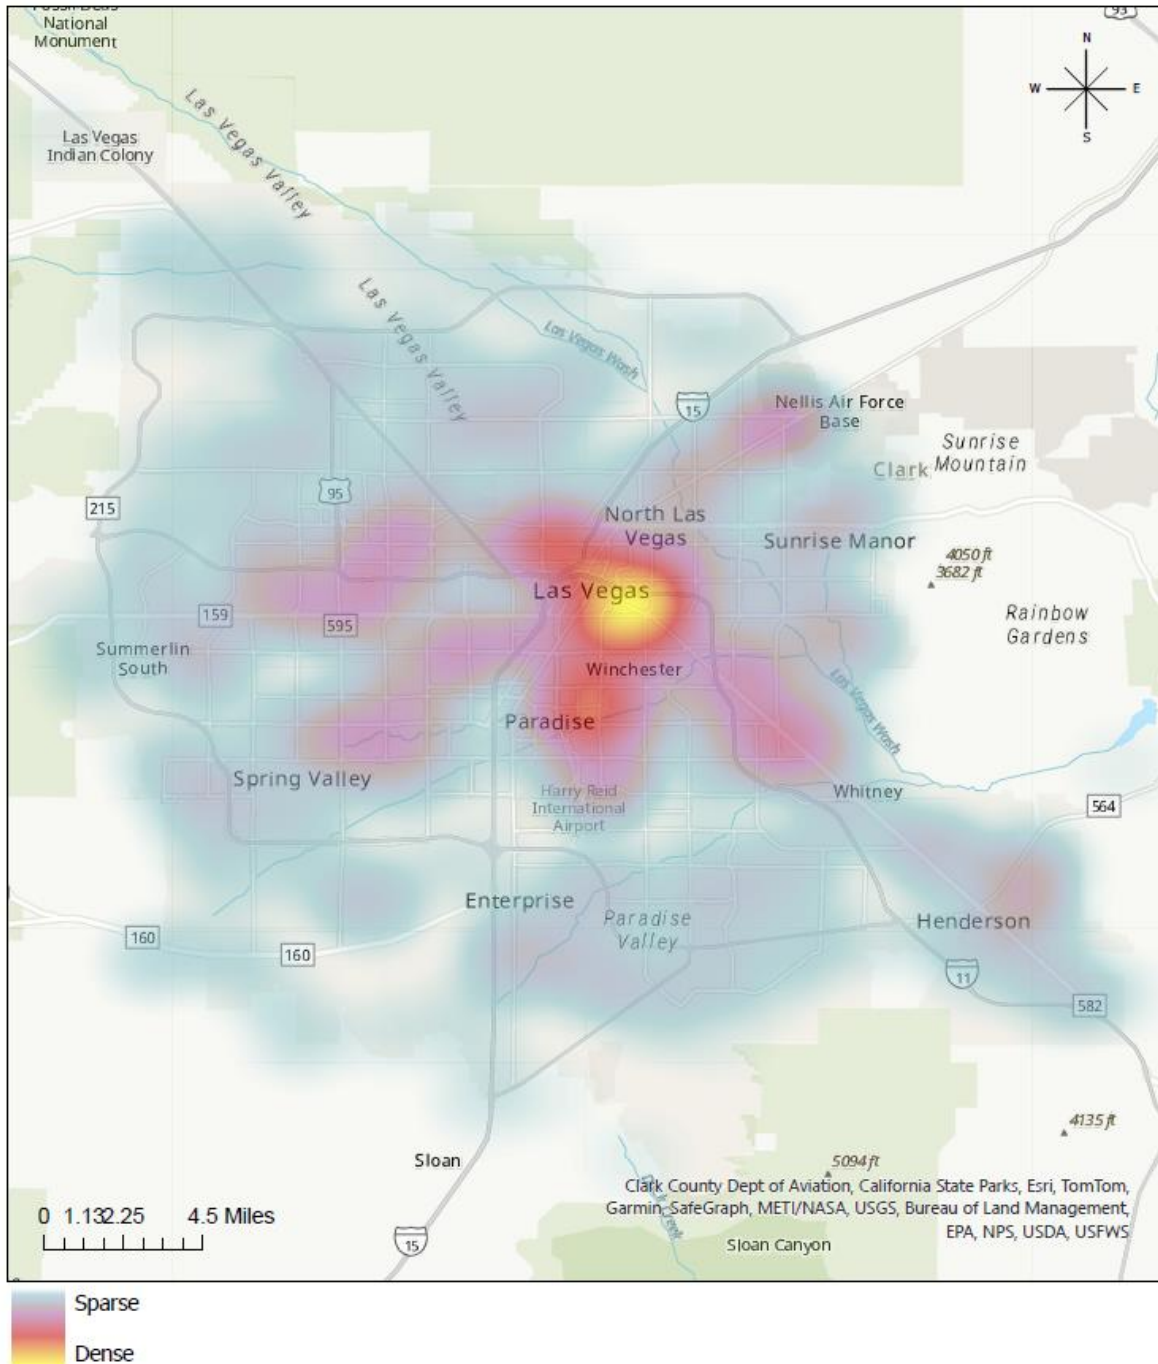 National
Monument
93
N
W E
S
Las Vegas
Indian Colony
Las Vegas Valley
Las Vegas Valley
Las Vegas Wash
15
Nellis Air Force
Base
Sunrise
Mountain
Clark
95
215
North Las
Vegas
Sunrise Manor
4050 ft
3682 ft
Las Vegas
Rainbow
Gardens
159
595
Summerlin
South
Winchester
Las Vegas Wash
Paradise
Spring Valley
Harry Reid
International
Airport
Whitney
564
Enterprise
Paradise
Valley
Henderson
160
160
11
582
4135 ft
Sloan
5094 ft
Clark County Dept of Aviation, California State Parks, Esri, TomTom,
Garmin, SafeGraph, METI/NASA, USGS, Bureau of Land Management,
EPA, NPS, USDA, USFWS
0 1.13 2.25 4.5 Miles
15
Sloan Canyon
Sparse
Dense